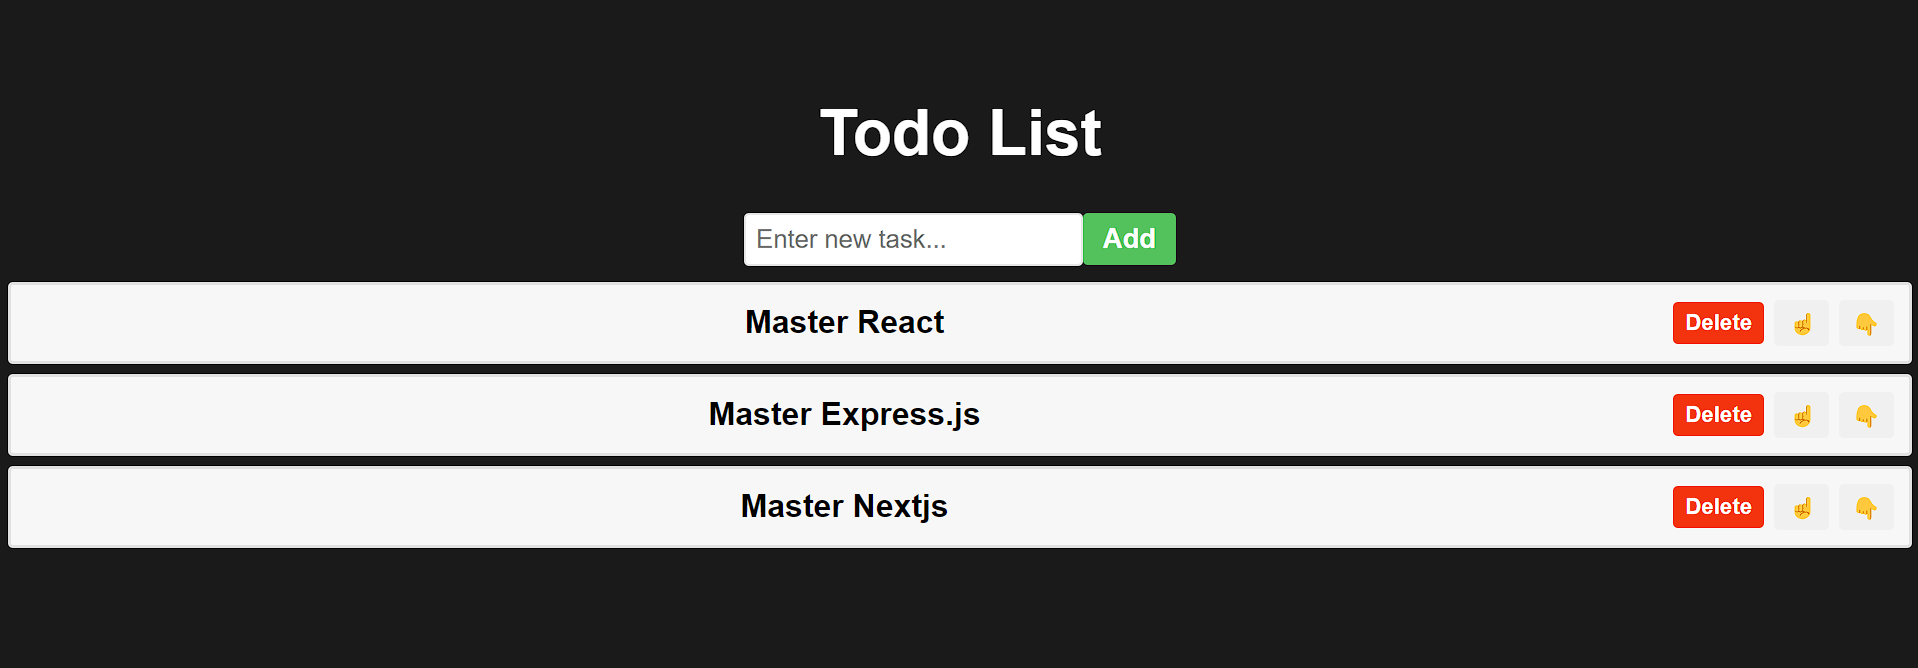 Todo List
Enter new task... Add
Master React Delete ☝ 👇
Master Express.js Delete ☝ 👇
Master Nextjs Delete ☝ 👇